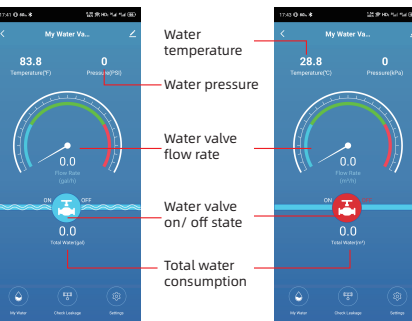 17:41
My Water Va...
83.8
Temperature(°F)
0
Pressure(PSI)
0.0
Flow Rate
(gal/h)
ON
OFF
0.0
Total Water(gal)
My Water
Check Leakage
Settings
Water
temperature
Water pressure
Water valve
flow rate
Water valve
on/ off state
Total water
consumption
17:43
My Water Va...
28.8
Temperature(°C)
0
Pressure(kPa)
0.0
Flow Rate
(m³/h)
ON
OFF
0.0
Total Water(m³)
My Water
Check Leakage
Settings